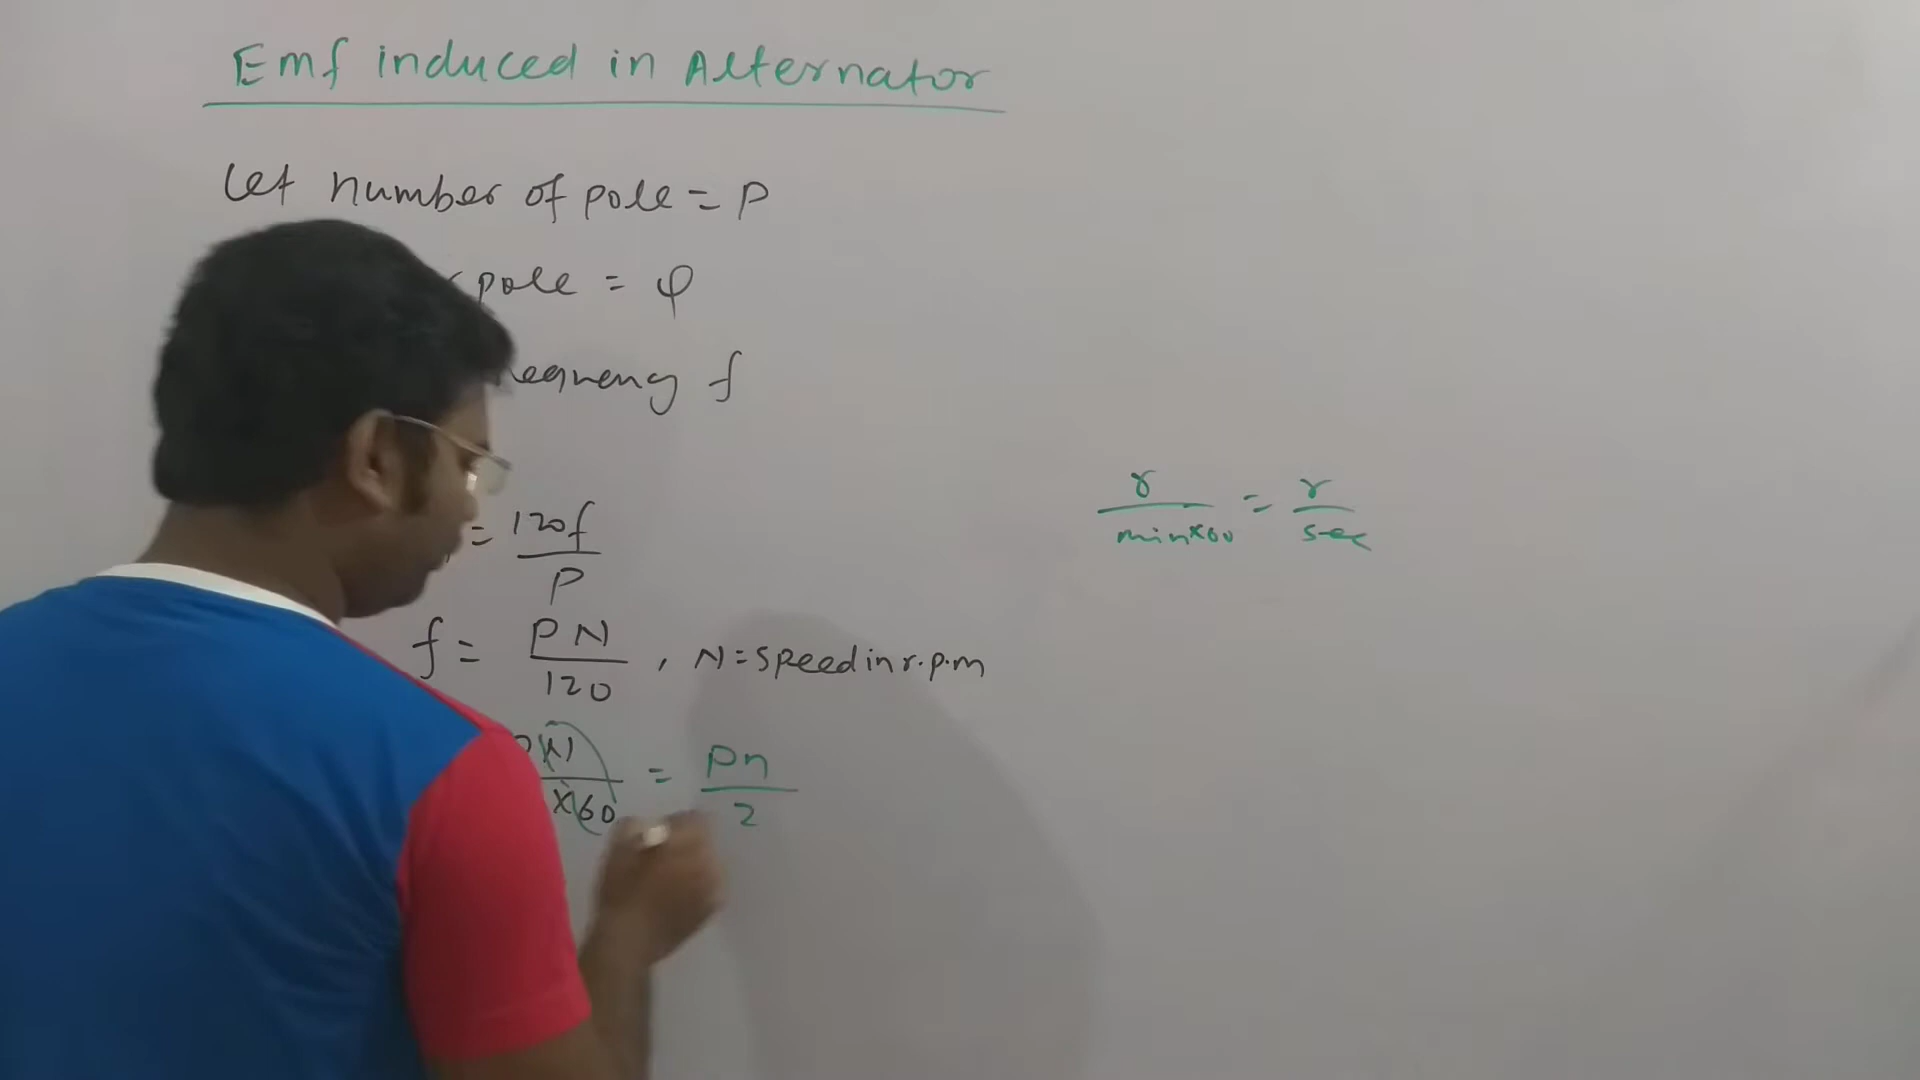 Emf induced in Alternator
Let number of pole = P
pole = φ
f
r/min×60 = r/sec
= 120f/P
f = PN/120, N = speed in r.p.m
×60 = Pn/2